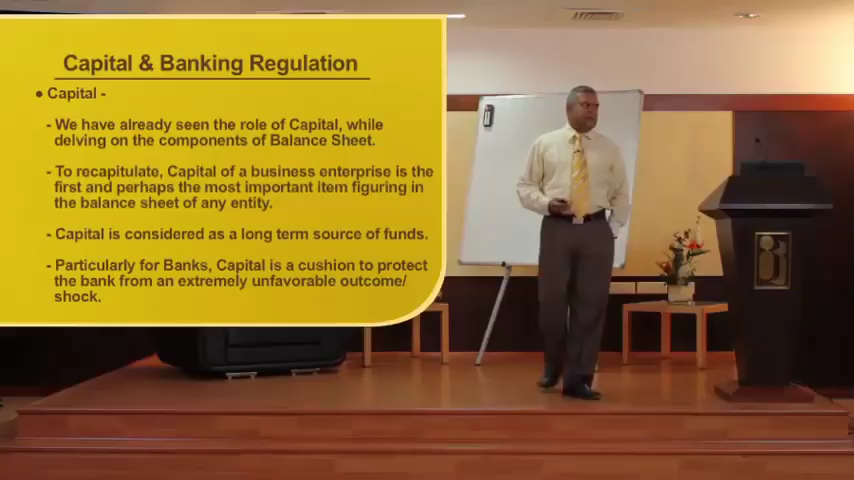 Capital & Banking Regulation
• Capital -
- We have already seen the role of Capital, while
delving on the components of Balance Sheet.
- To recapitulate, Capital of a business enterprise is the
first and perhaps the most important item figuring in
the balance sheet of any entity.
- Capital is considered as a long term source of funds.
- Particularly for Banks, Capital is a cushion to protect
the bank from an extremely unfavorable outcome/
shock.